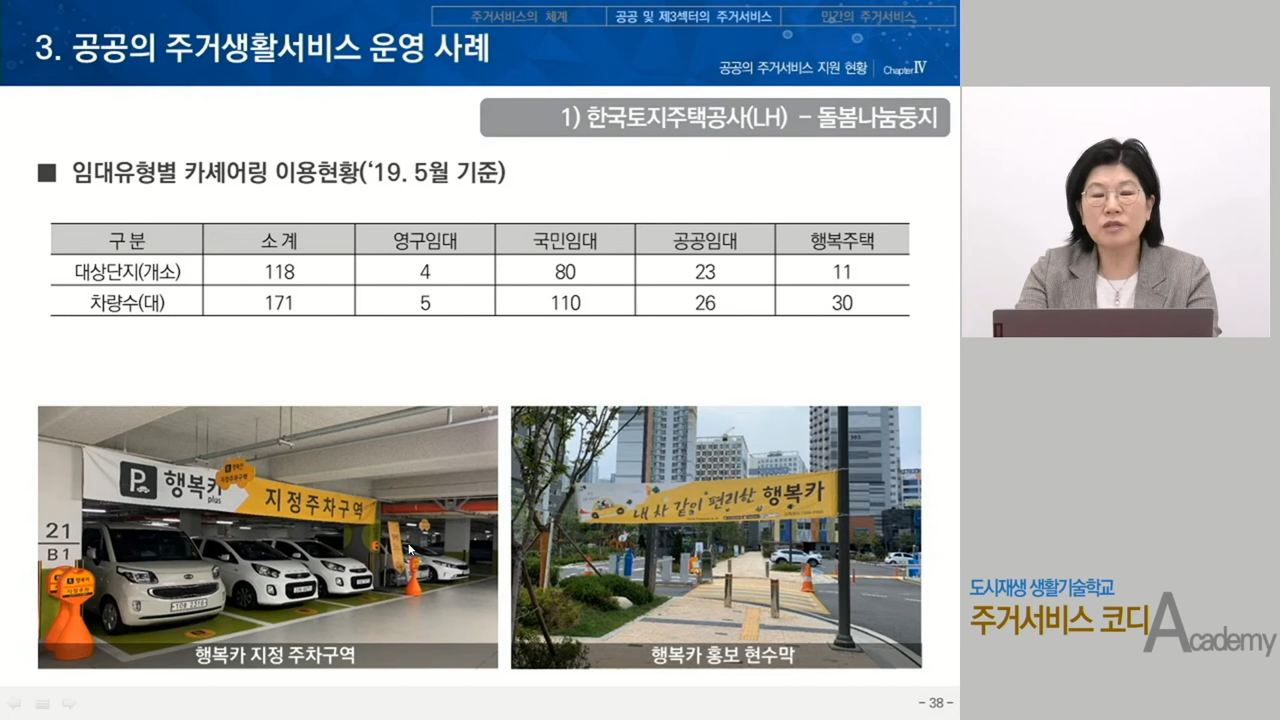 주거서비스의 체계
공공 및 제3섹터의 주거서비스
민간의 주거서비스
3. 공공의 주거생활서비스 운영 사례
공공의 주거서비스 지원 현황 Chapter Ⅳ
1) 한국토지주택공사(LH) - 돌봄나눔둥지
■ 임대유형별 카셰어링 이용현황(‘19. 5월 기준)
구 분 소 계 영구임대 국민임대 공공임대 행복주택
대상단지(개소) 118 4 80 23 11
차량수(대) 171 5 110 26 30
P 행복카 plus 지정주차구역
21
B1
행복카
행복카 지정 주차구역
내 차 같이 편리한 행복카
행복카 홍보 현수막
도시재생 생활기술학교
주거서비스 코디 Academy
- 38 -